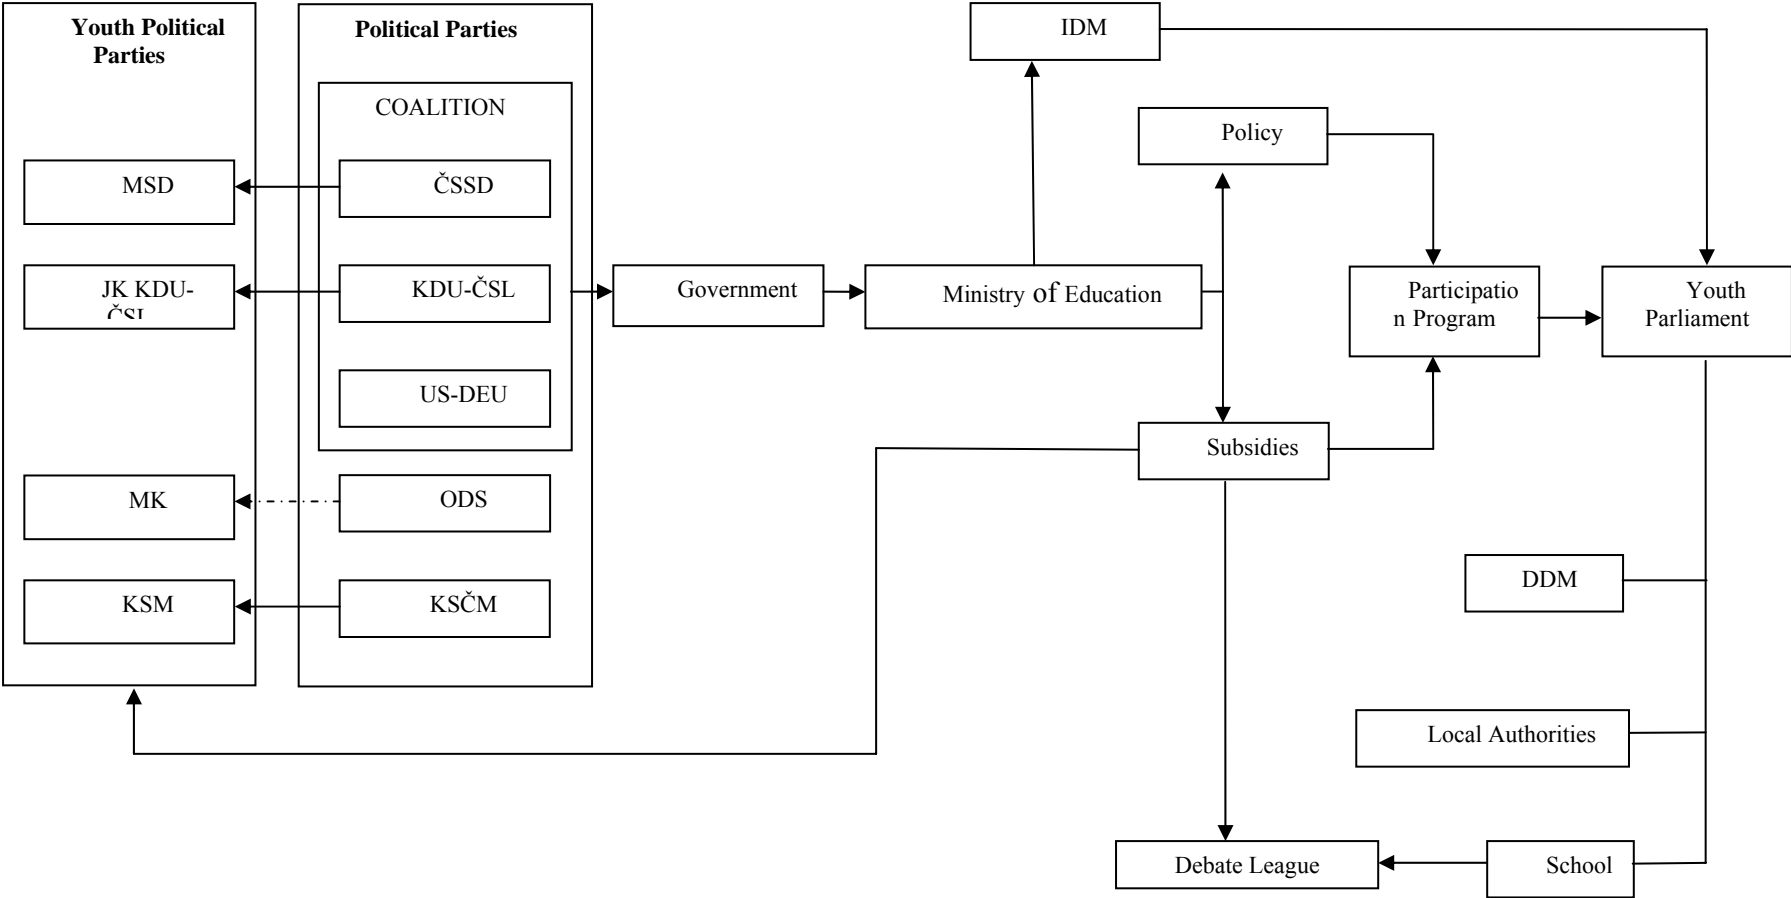 Youth Political
Parties
Political Parties
COALITION
MSD
ČSSD
JK KDU-
ČSL
KDU-ČSL
US-DEU
MK
ODS
KSM
KSČM
Government
Ministry of Education
IDM
Policy
Subsidies
Participatio
n Program
Youth
Parliament
DDM
Local Authorities
Debate League
School